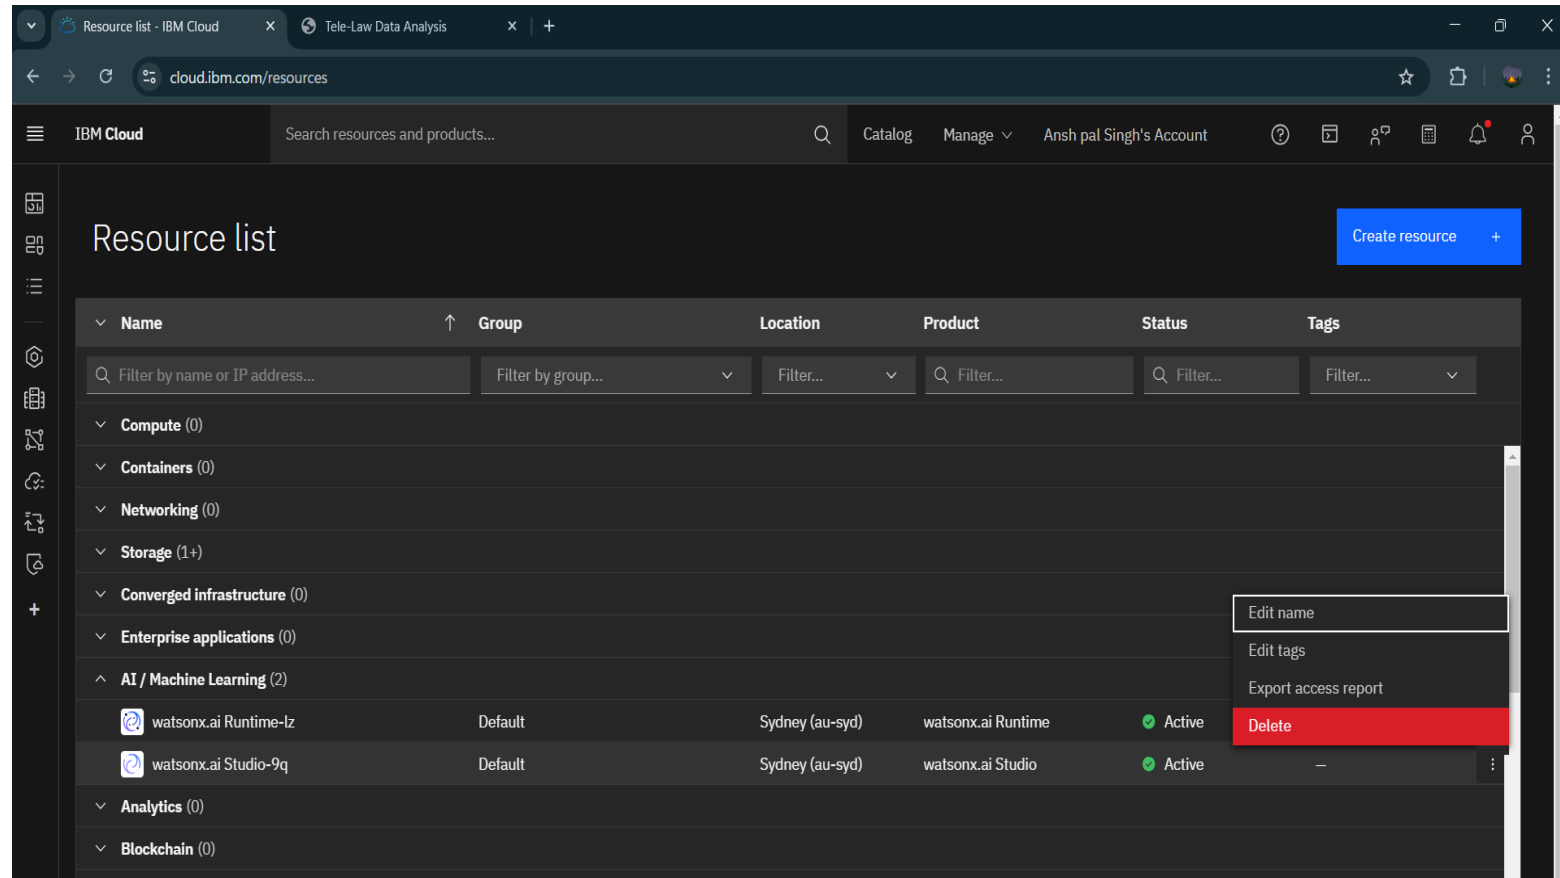 Resource list - IBM Cloud
Tele-Law Data Analysis
cloud.ibm.com/resources
IBM Cloud
Search resources and products...
Catalog
Manage
Ansh pal Singh's Account
Resource list
Create resource +
Name Group Location Product Status Tags
Filter by name or IP address... Filter by group... Filter... Filter... Filter... Filter...
Compute (0)
Containers (0)
Networking (0)
Storage (1+)
Converged infrastructure (0)
Edit name
Enterprise applications (0)
Edit tags
AI / Machine Learning (2)
Export access report
watsonx.ai Runtime-lz Default Sydney (au-syd) watsonx.ai Runtime Active
Delete
watsonx.ai Studio-9q Default Sydney (au-syd) watsonx.ai Studio Active –
Analytics (0)
Blockchain (0)